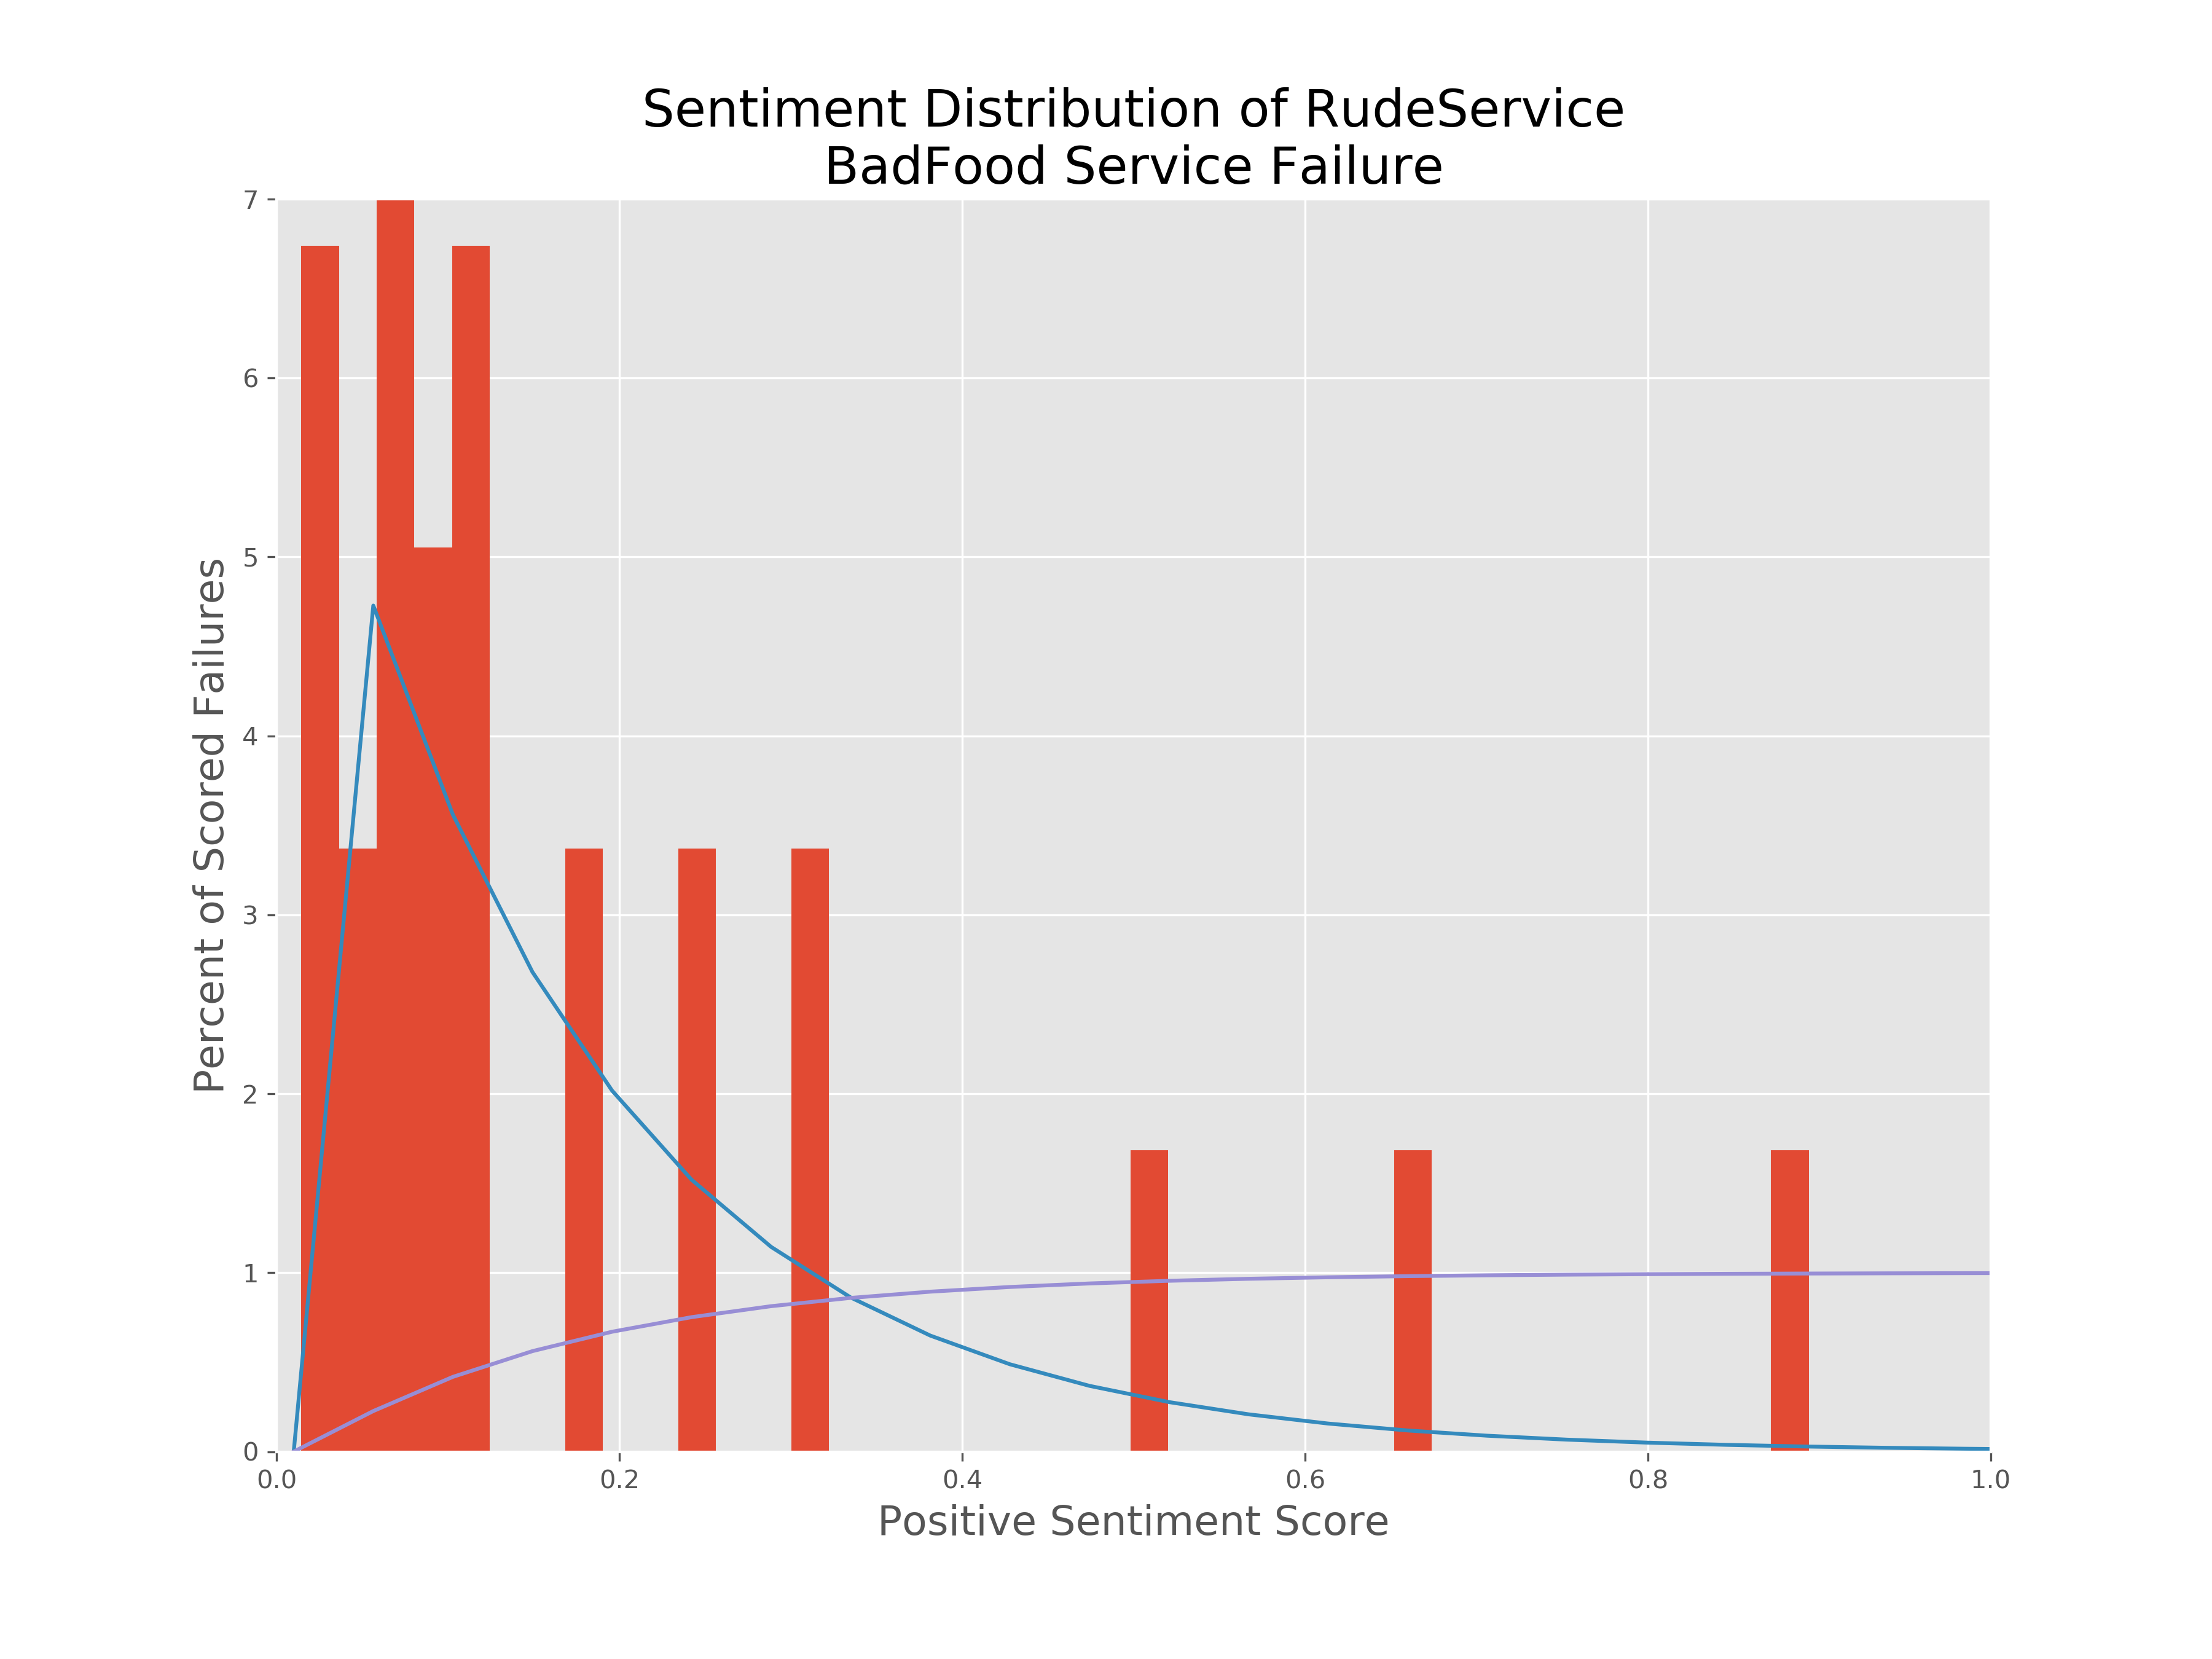 Sentiment Distribution of RudeService
BadFood Service Failure
7
6
5
4
3
2
1
0
Percent of Scored Failures
0.0 0.2 0.4 0.6 0.8 1.0
Positive Sentiment Score